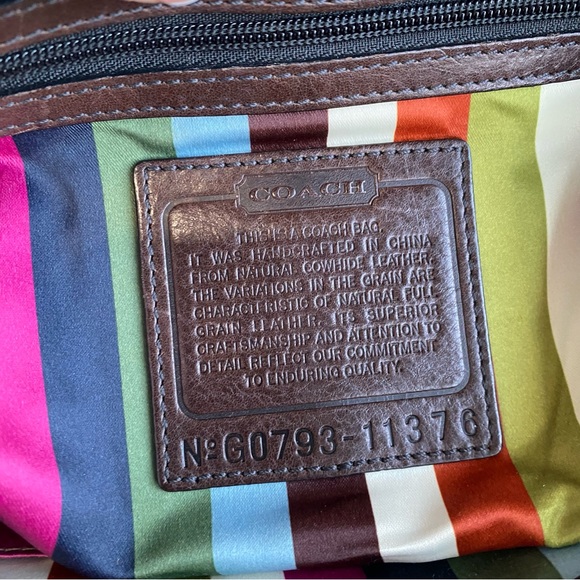 COACH
THIS IS A COACH BAG.
IT WAS HANDCRAFTED IN CHINA
FROM NATURAL COWHIDE LEATHER.
THE VARIATIONS IN THE GRAIN ARE
CHARACTERISTIC OF NATURAL FULL
GRAIN LEATHER. ITS SUPERIOR
CRAFTSMANSHIP AND ATTENTION TO
DETAIL REFLECT OUR COMMITMENT
TO ENDURING QUALITY.
Nº G0793-11376